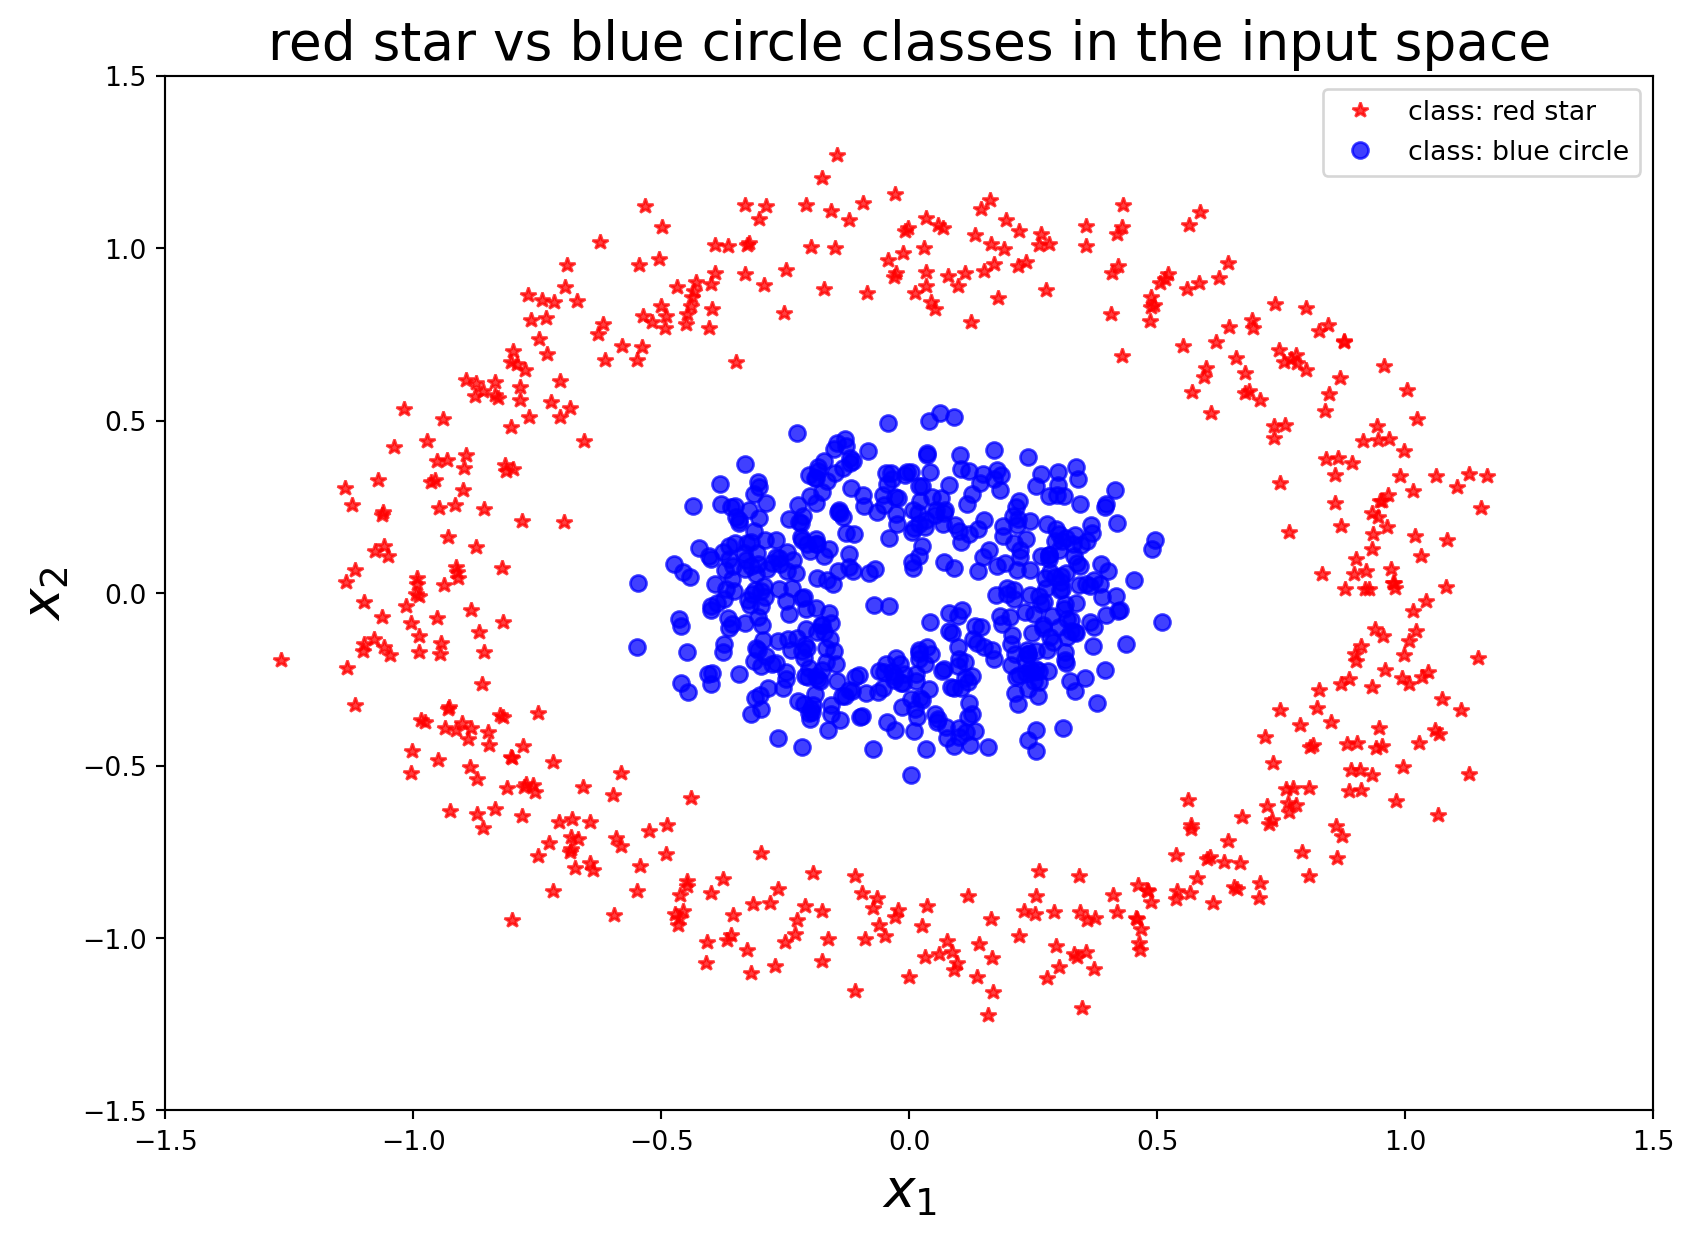 red star vs blue circle classes in the input space
class: red star
class: blue circle
1.5
1.0
0.5
0.0
−0.5
−1.0
−1.5
x₂
−1.5 −1.0 −0.5 0.0 0.5 1.0 1.5
x₁